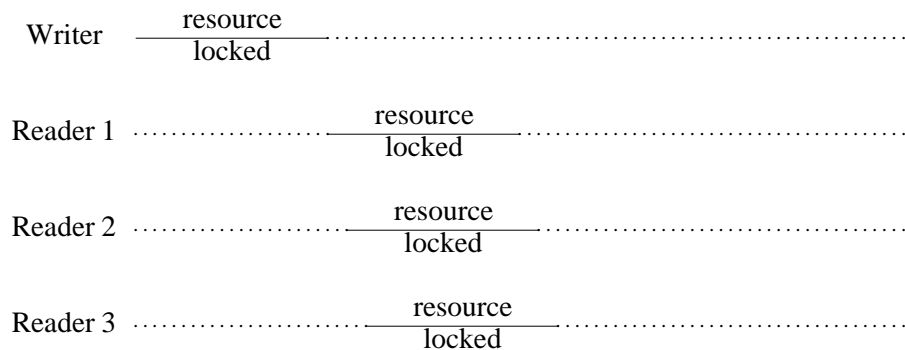 Writer resource
locked
Reader 1 resource
locked
Reader 2 resource
locked
Reader 3 resource
locked